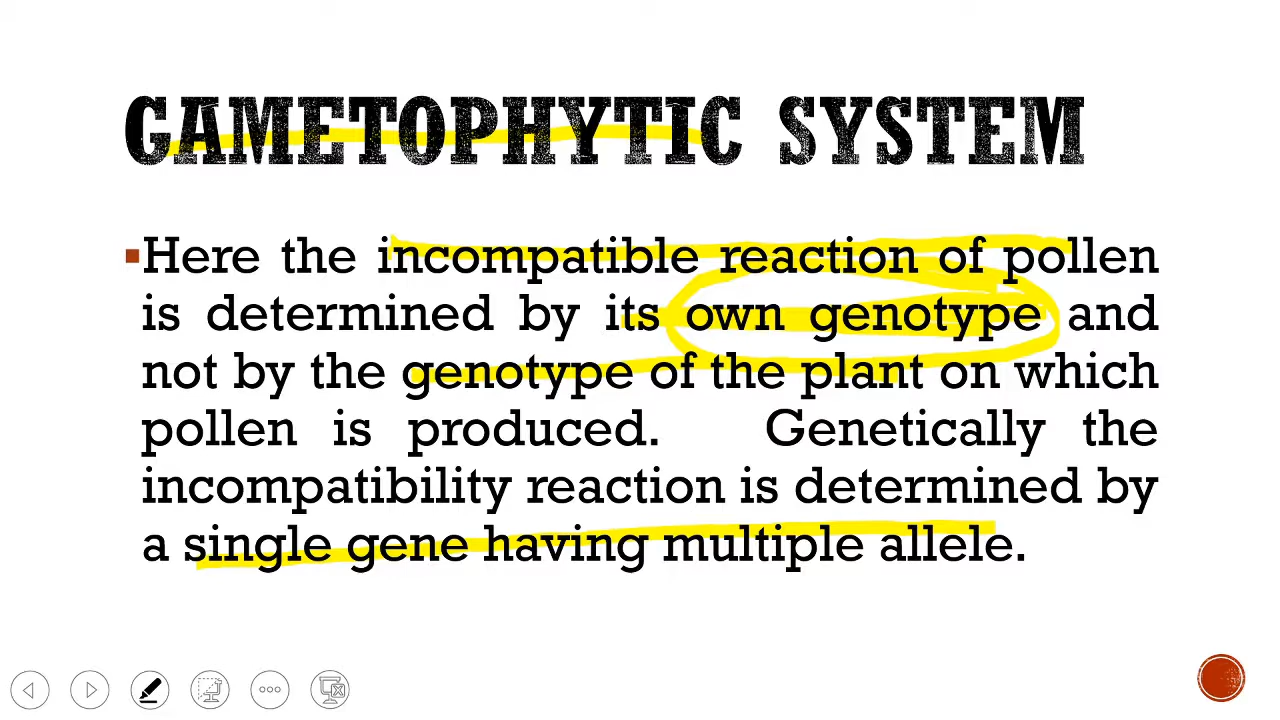 GAMETOPHYTIC SYSTEM
Here the incompatible reaction of pollen
is determined by its own genotype and
not by the genotype of the plant on which
pollen is produced. Genetically the
incompatibility reaction is determined by
a single gene having multiple allele.